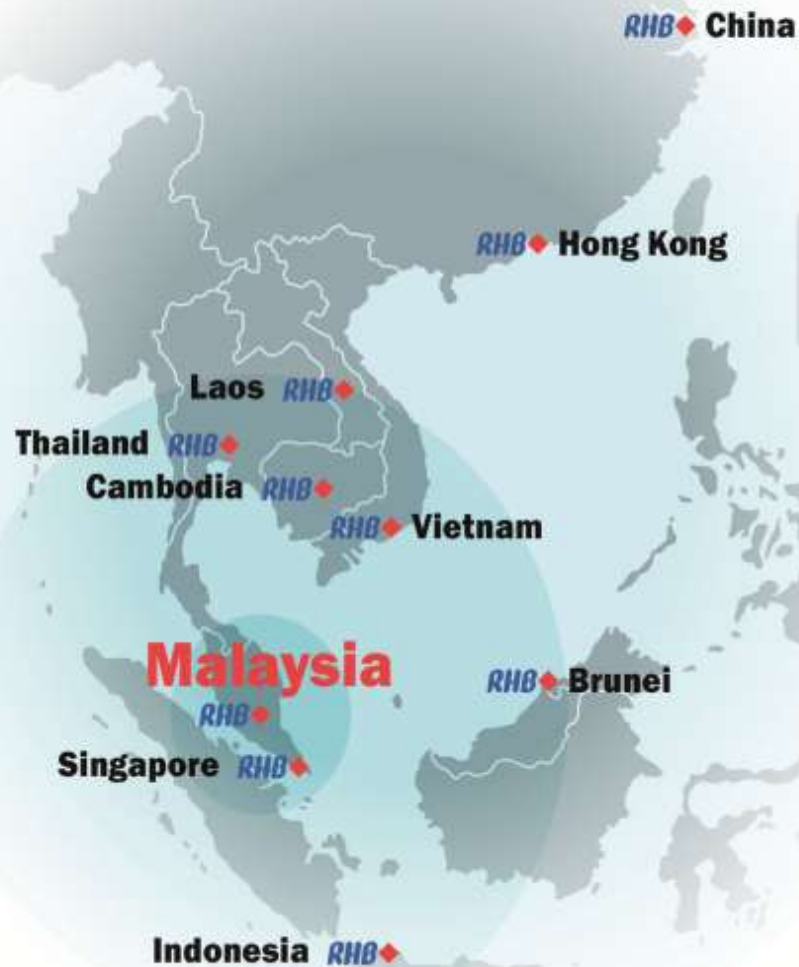 RHB China
RHB Hong Kong
Laos RHB
Thailand RHB
Cambodia RHB
RHB Vietnam
Malaysia
RHB
RHB Brunei
Singapore RHB
Indonesia RHB